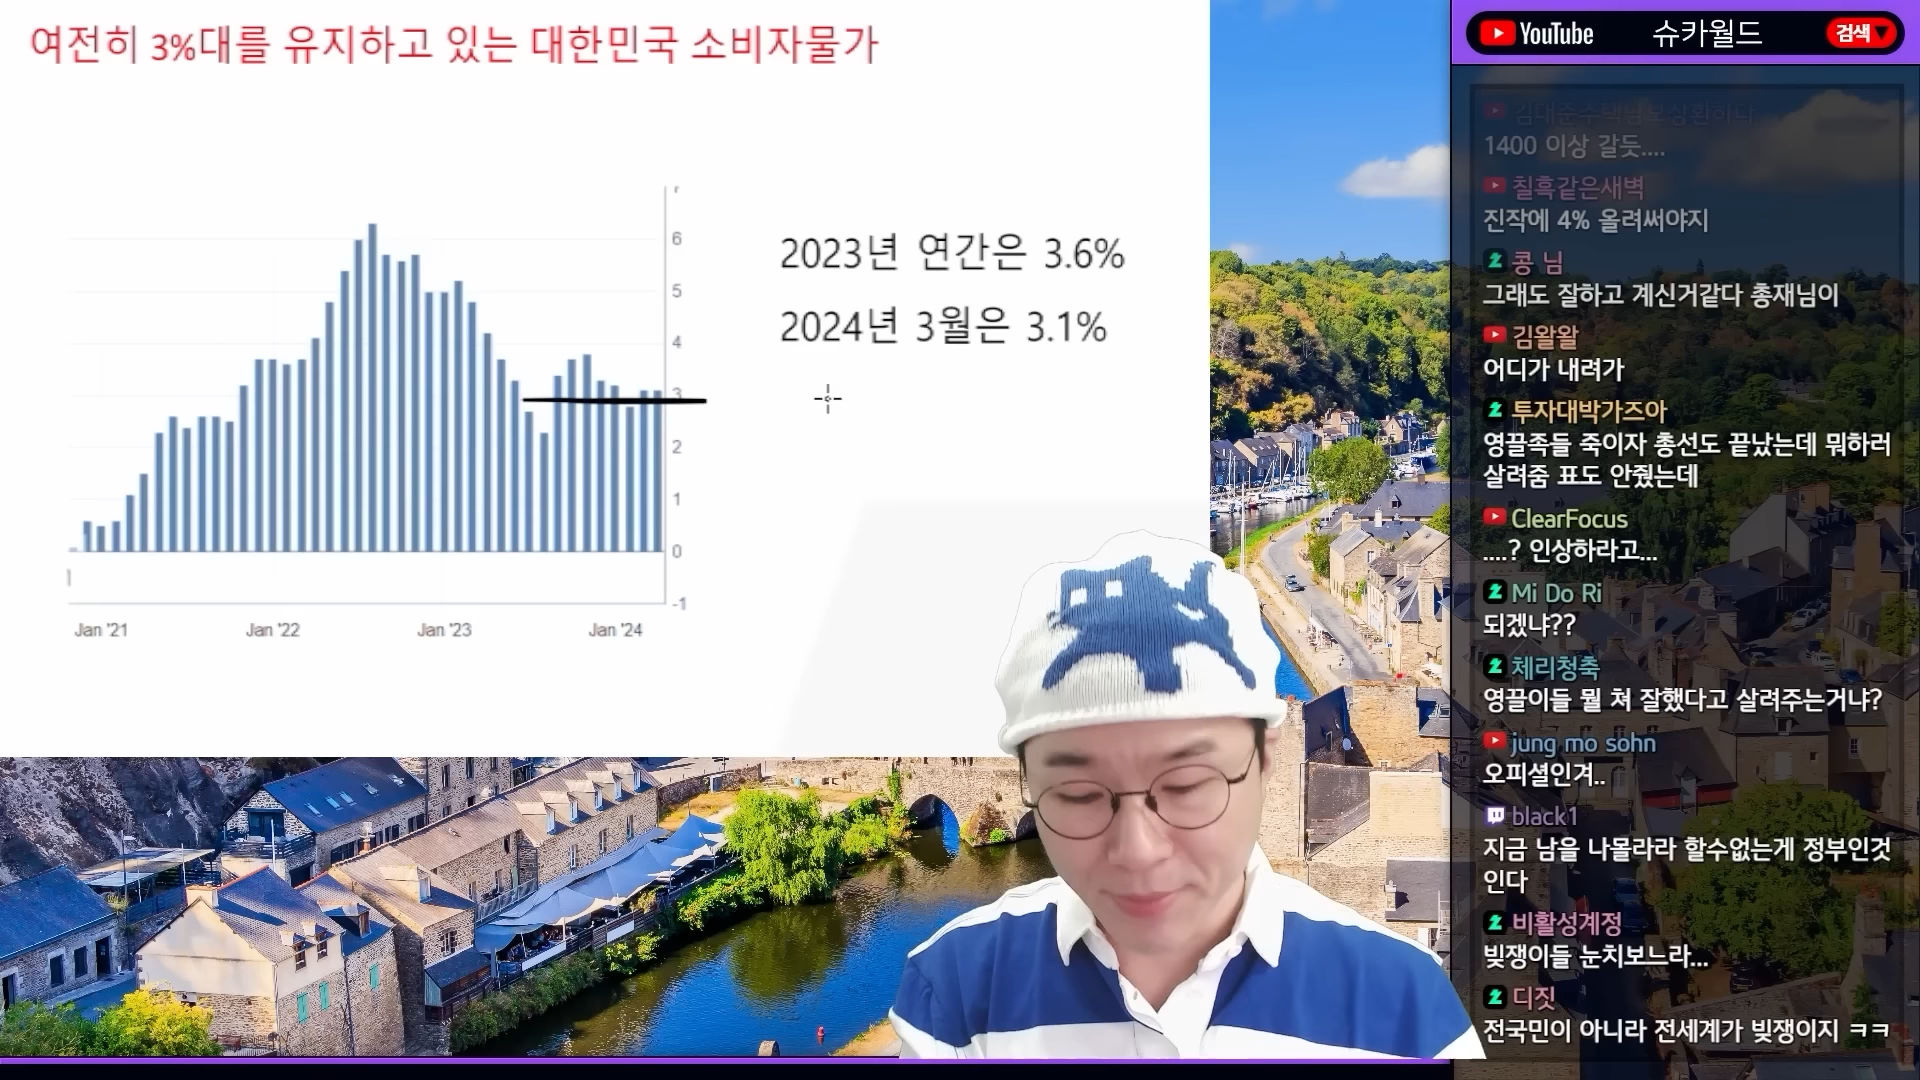 여전히 3%대를 유지하고 있는 대한민국 소비자물가
6
5
4
3
2
1
0
-1
Jan '21
Jan '22
Jan '23
Jan '24
2023년 연간은 3.6%
2024년 3월은 3.1%
YouTube 슈카월드 검색
1400 이상 갈듯....
칠흑같은새벽
진작에 4% 올려써야지
콩 님
그래도 잘하고 계신거같다 총재님이
김왈왈
어디가 내려가
투자대박가즈아
영끌족들 죽이자 총선도 끝났는데 뭐하러
살려줌 표도 안줬는데
ClearFocus
....? 인상하라고...
Mi Do Ri
되겠냐??
체리청축
영끌이들 뭘 쳐 잘했다고 살려주는거냐?
jung mo sohn
오피셜인겨..
black1
지금 남을 나몰라라 할수없는게 정부인것
인다
비활성계정
빚쟁이들 눈치보느라...
디짓
전국민이 아니라 전세계가 빚쟁이지 ㅋㅋ